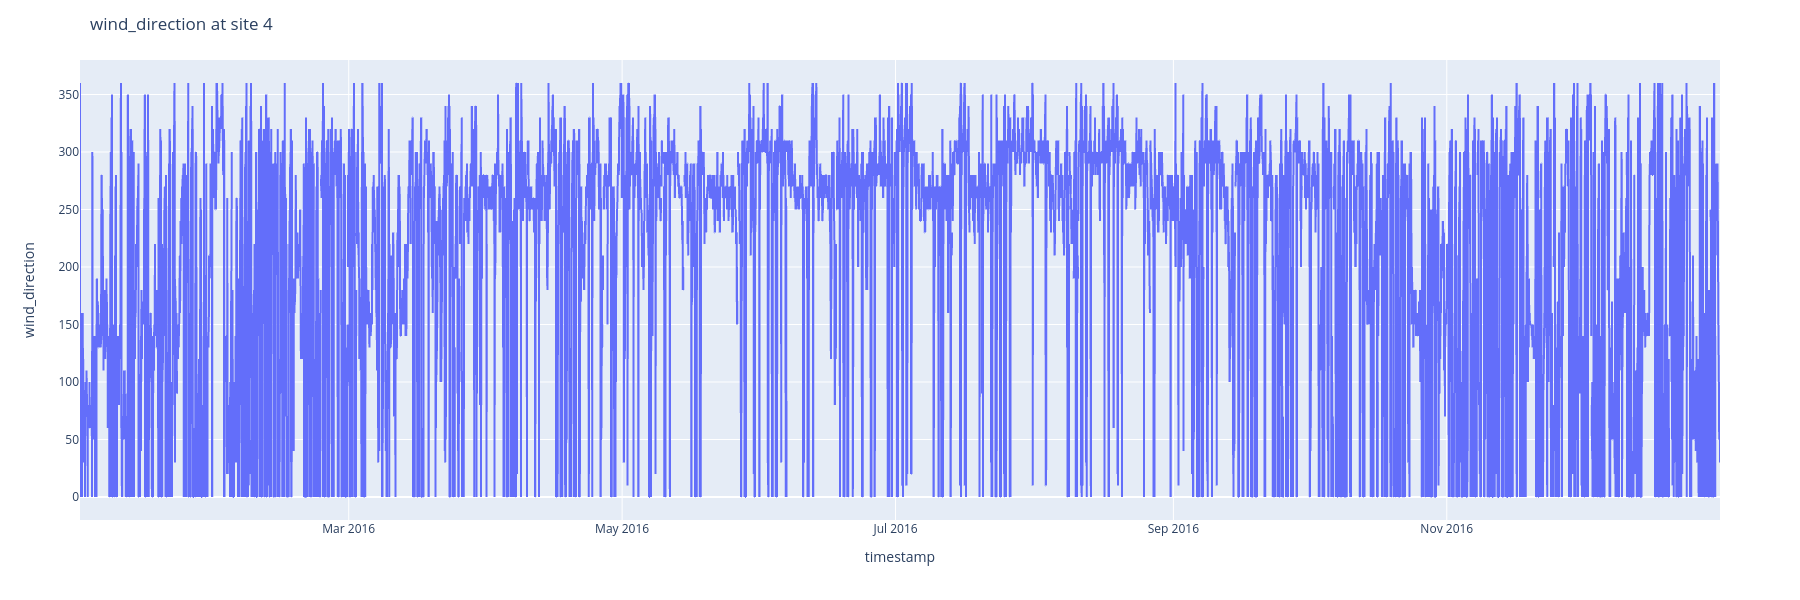 wind_direction at site 4
350
300
250
200
150
100
50
0
wind_direction
Mar 2016
May 2016
Jul 2016
Sep 2016
Nov 2016
timestamp